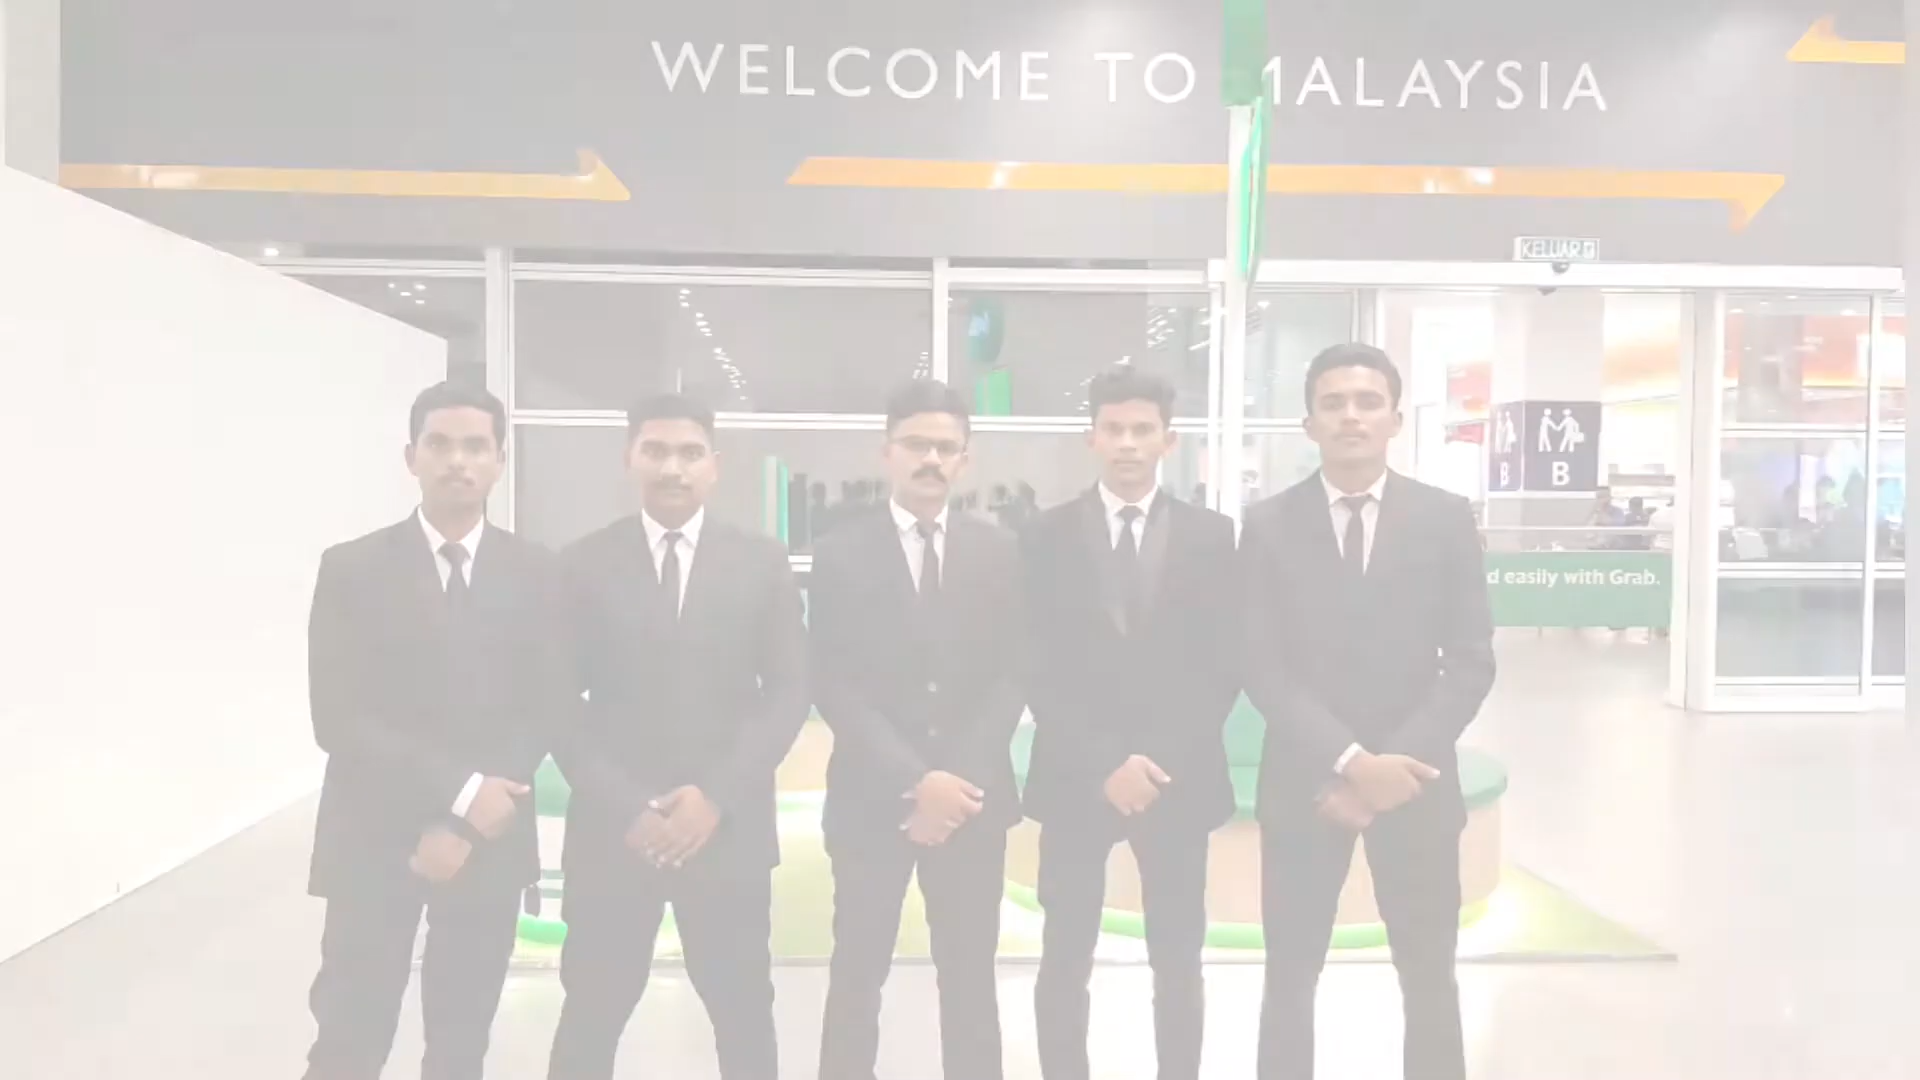 WELCOME TO MALAYSIA
KELUAR
B
B
d easily with Grab.